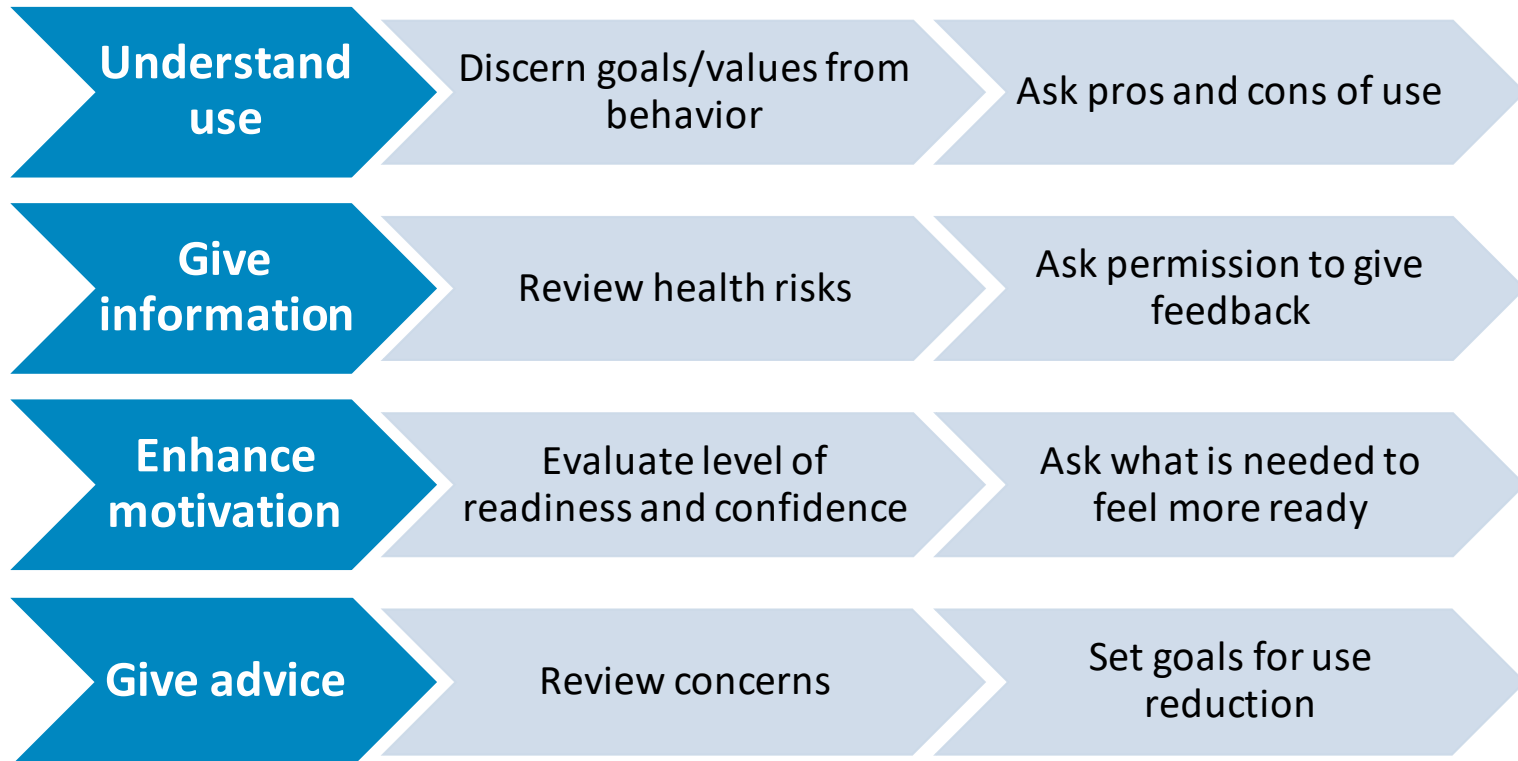 Understand
use
Discern goals/values from
behavior
Ask pros and cons of use
Give
information
Review health risks
Ask permission to give
feedback
Enhance
motivation
Evaluate level of
readiness and confidence
Ask what is needed to
feel more ready
Give advice
Review concerns
Set goals for use
reduction